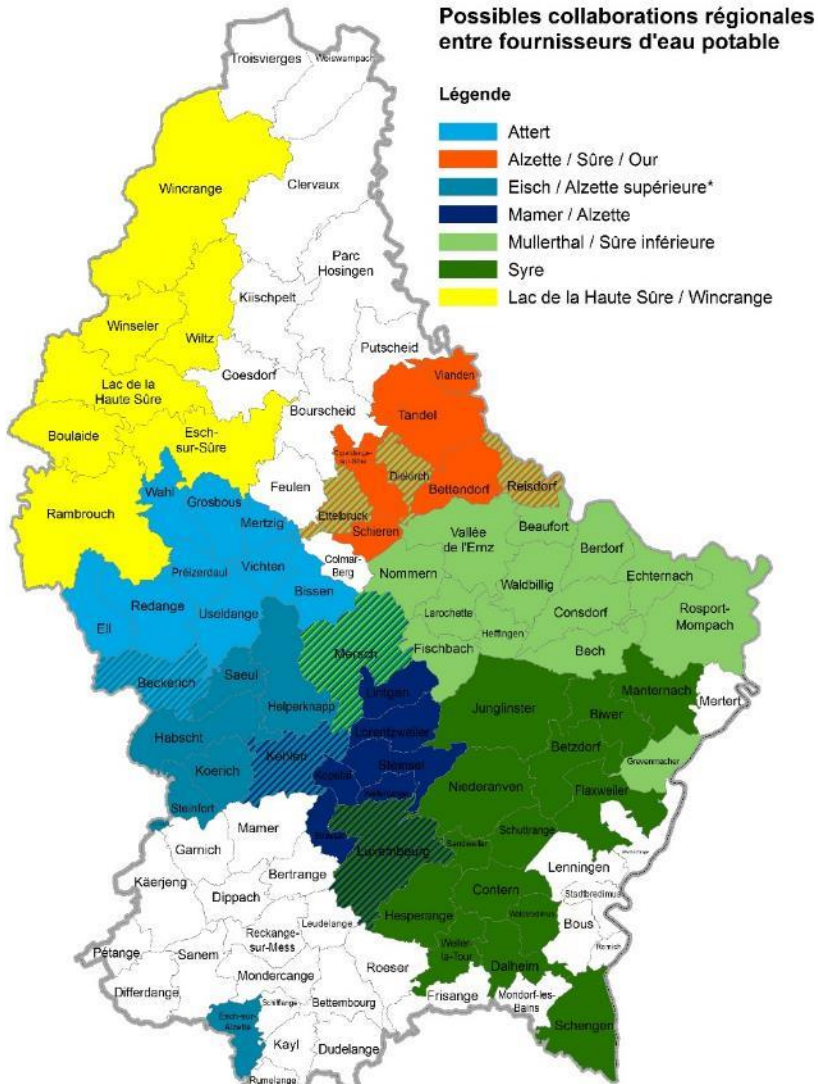 Possibles collaborations régionales
entre fournisseurs d'eau potable
Légende
Attert
Alzette / Sûre / Our
Eisch / Alzette supérieure*
Mamer / Alzette
Mullerthal / Sûre inférieure
Syre
Lac de la Haute Sûre / Wincrange
Troisvierges
Weiswampach
Wincrange
Clervaux
Parc
Hosingen
Kiischpelt
Winseler
Wiltz
Putscheid
Goesdorf
Vianden
Lac de la
Haute Sûre
Tandel
Bourscheid
Boulaide
Esch-
sur-Sûre
Diekirch
Feulen
Bettendorf
Reisdorf
Wahl
Grosbous
Rambrouch
Ettelbruck
Mertzig
Schieren
Beaufort
Vallée
de l'Ernz
Berdorf
Colmar-
Berg
Vichten
Préizerdaul
Nommern
Waldbillig
Echternach
Bissen
Redange
Useldange
Larochette
Consdorf
Rosport-
Mompach
Ell
Heffingen
Fischbach
Bech
Mersch
Saeul
Beckerich
Lintgen
Manternach
Helperknapp
Junglinster
Biwer
Mertert
Lorentzweiler
Habscht
Betzdorf
Kehlen
Steinsel
Grevenmacher
Koerich
Kopstal
Niederanven
Flaxweiler
Steinfort
Mamer
Schuttrange
Garnich
Luxembourg
Sandweiler
Lenningen
Bertrange
Käerjeng
Contern
Stadtbredimus
Dippach
Hesperange
Leudelange
Bous
Reckange-
sur-Mess
Weiler-
la-Tour
Remich
Pétange
Sanem
Roeser
Dalheim
Mondercange
Differdange
Frisange
Mondorf-les-
Bains
Schifflange
Bettembourg
Esch-sur-
Alzette
Schengen
Kayl
Dudelange
Rumelange